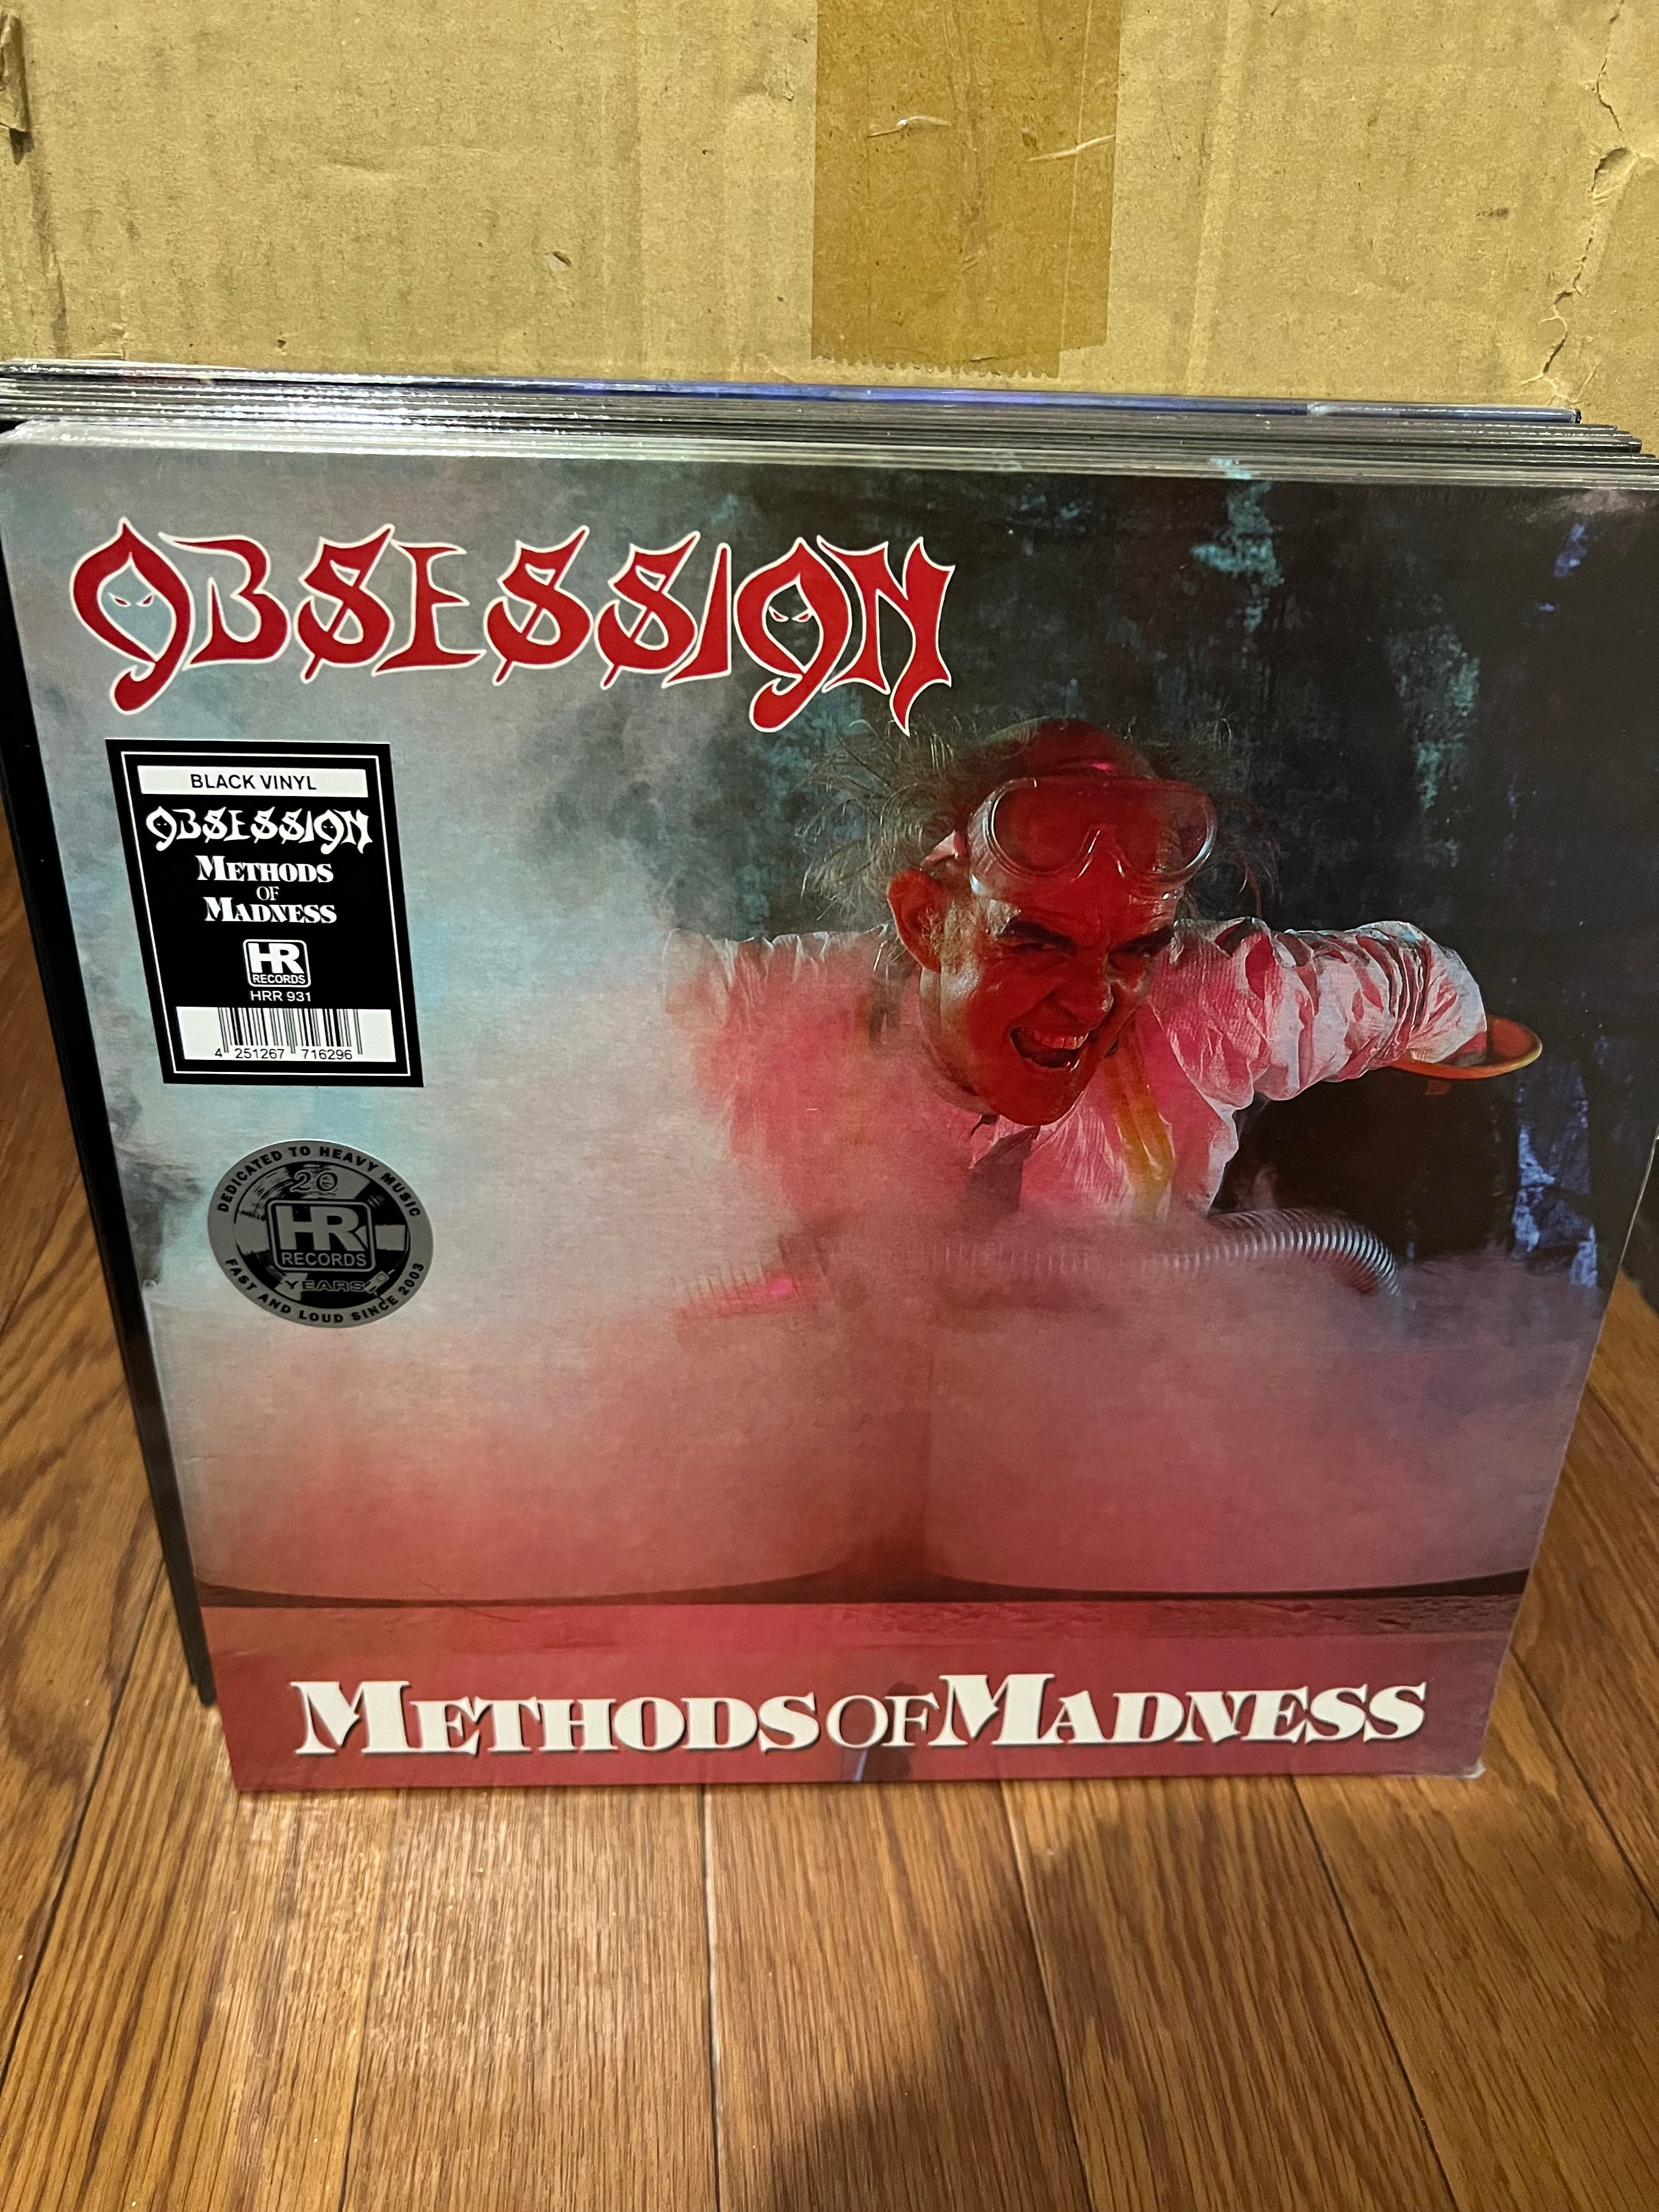 OBSESSION
BLACK VINYL
OBSESSION
METHODS
OF
MADNESS
HR
RECORDS
HRR 931
4 251267 716296
DEDICATED TO HEAVY MUSIC
20
HR
RECORDS
YEARS
FAST AND LOUD SINCE 2003
METHODS OF MADNESS